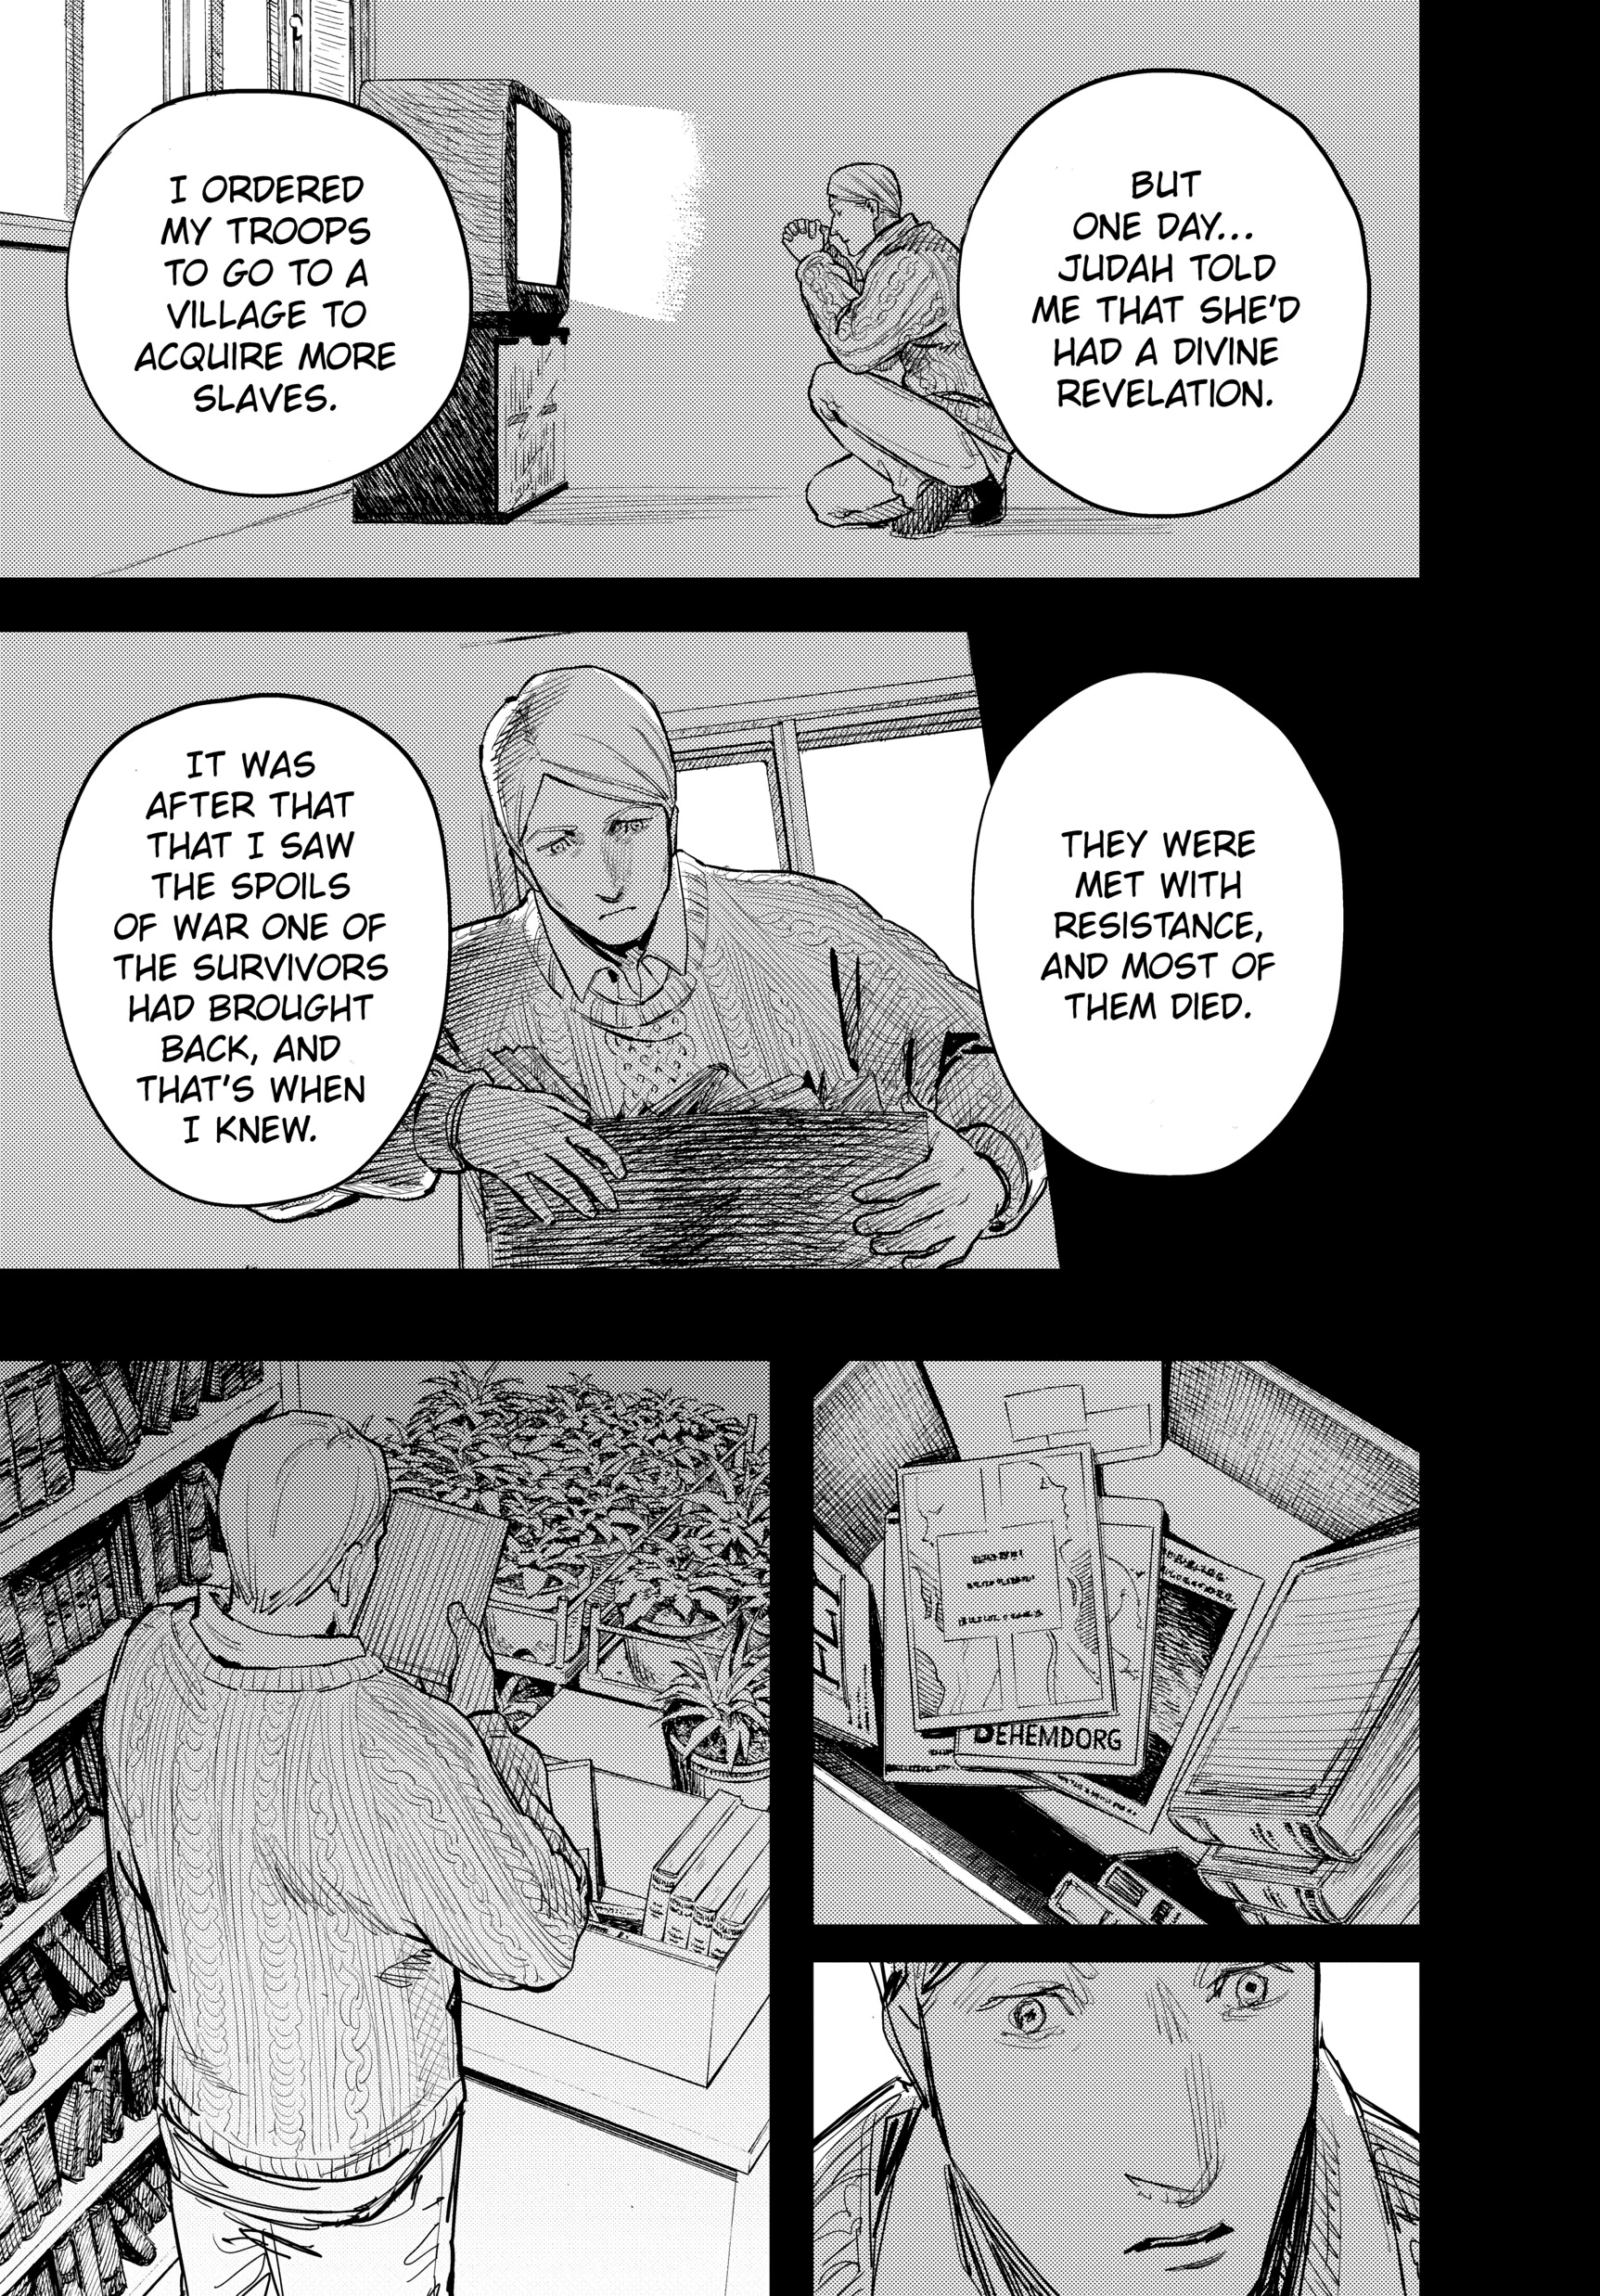 BUT
ONE DAY...
JUDAH TOLD
ME THAT SHE'D
HAD A DIVINE
REVELATION.
I ORDERED
MY TROOPS
TO GO TO A
VILLAGE TO
ACQUIRE MORE
SLAVES.
THEY WERE
MET WITH
RESISTANCE,
AND MOST OF
THEM DIED.
IT WAS
AFTER THAT
THAT I SAW
THE SPOILS
OF WAR ONE OF
THE SURVIVORS
HAD BROUGHT
BACK, AND
THAT'S WHEN
I KNEW.
BEHEMDORG